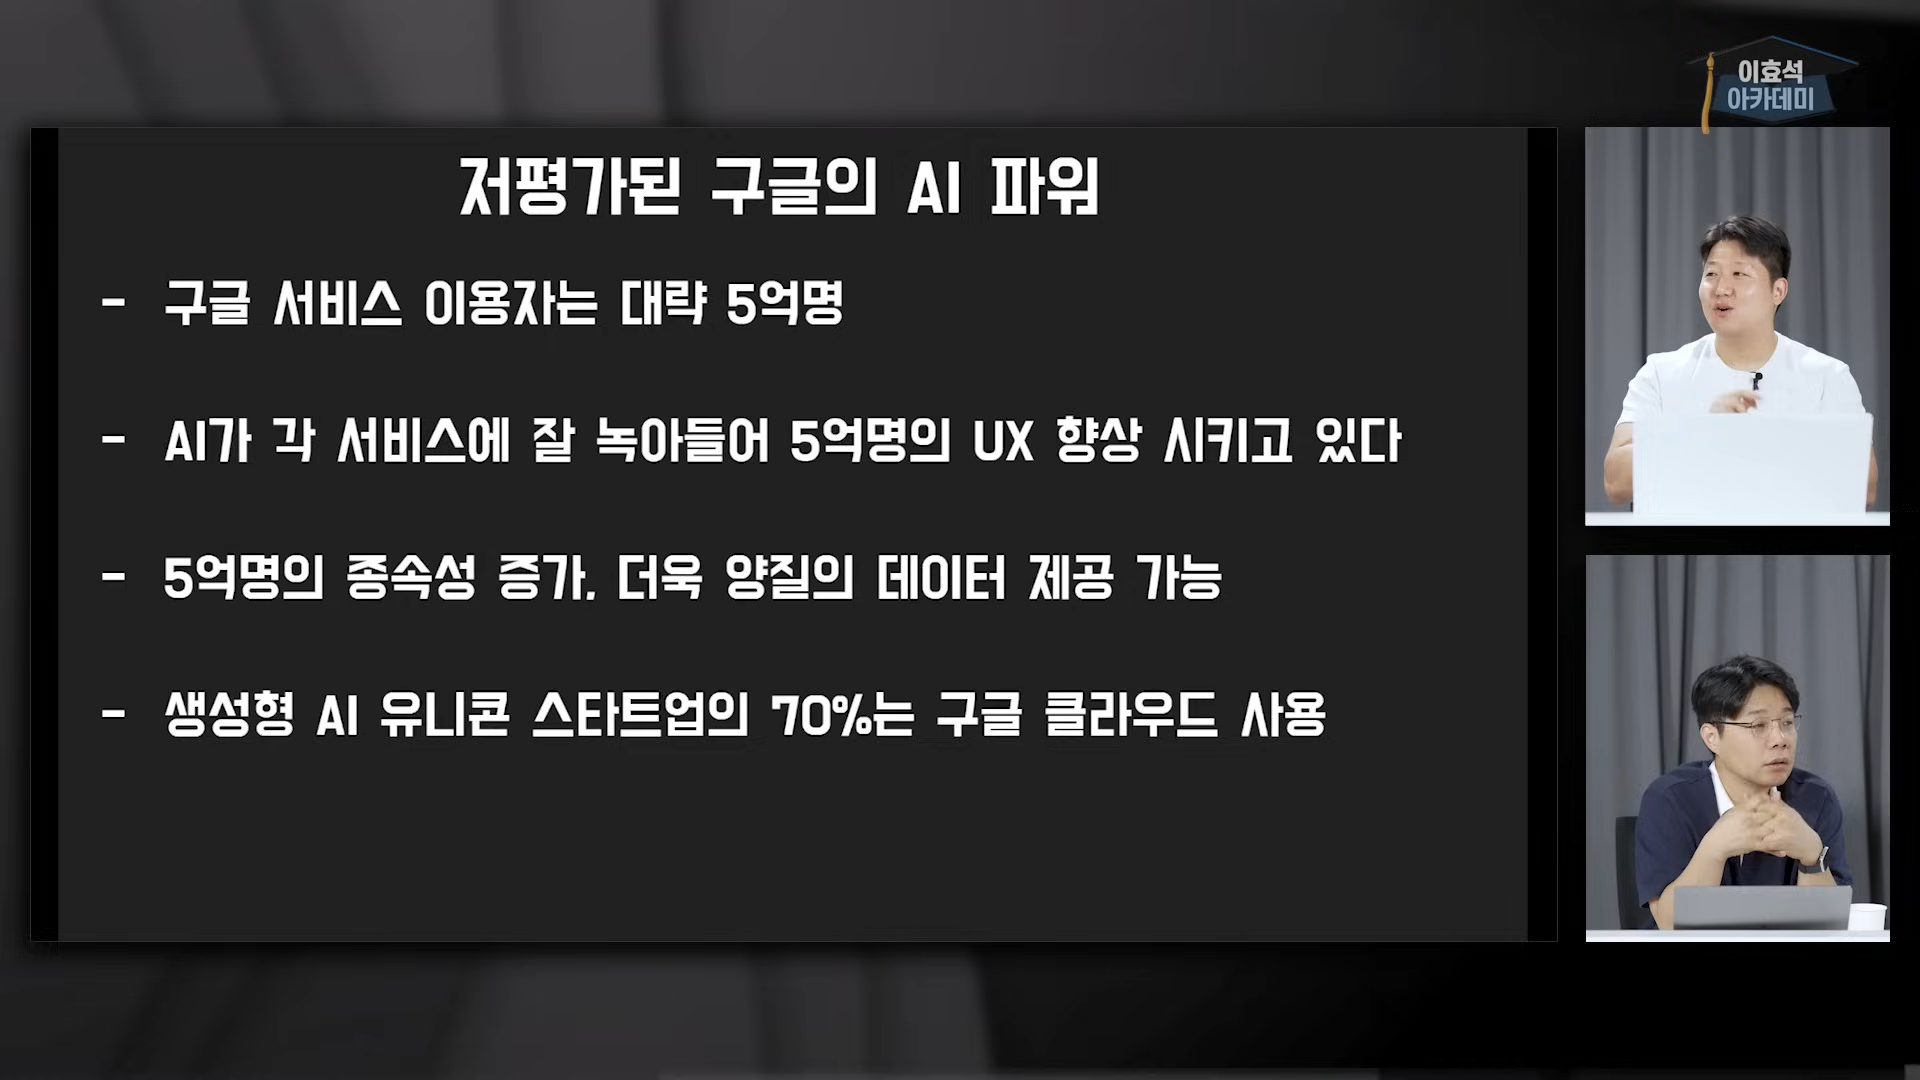 이효석
아카데미
저평가된 구글의 AI 파워
- 구글 서비스 이용자는 대략 5억명
- AI가 각 서비스에 잘 녹아들어 5억명의 UX 향상 시키고 있다
- 5억명의 종속성 증가, 더욱 양질의 데이터 제공 가능
- 생성형 AI 유니콘 스타트업의 70%는 구글 클라우드 사용